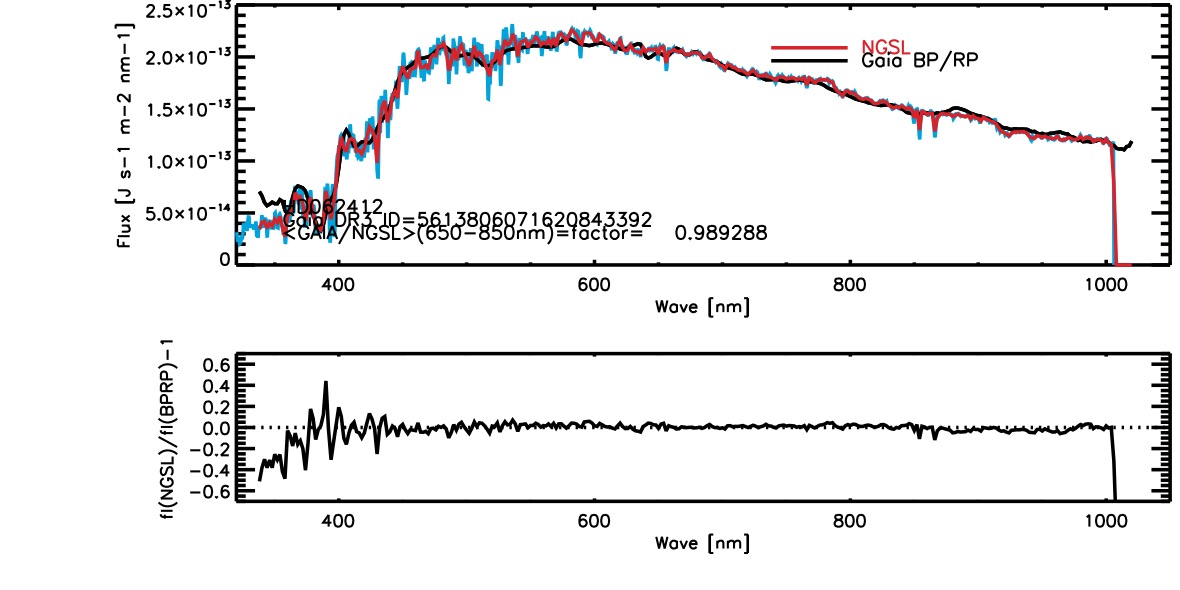 2.5×10−13
2.0×10−13
1.5×10−13
1.0×10−13
5.0×10−14
0
Flux [J s−1 m−2 nm−1]
NGSL
Gaia BP/RP
HD062412
Gaia DR3 ID=5613806071620843392
<GAIA/NGSL>(650−850nm)=factor= 0.989288
400 600 800 1000
Wave [nm]
fl(NGSL)/fl(BPRP)−1
0.6
0.4
0.2
0.0
−0.2
−0.4
−0.6
400 600 800 1000
Wave [nm]